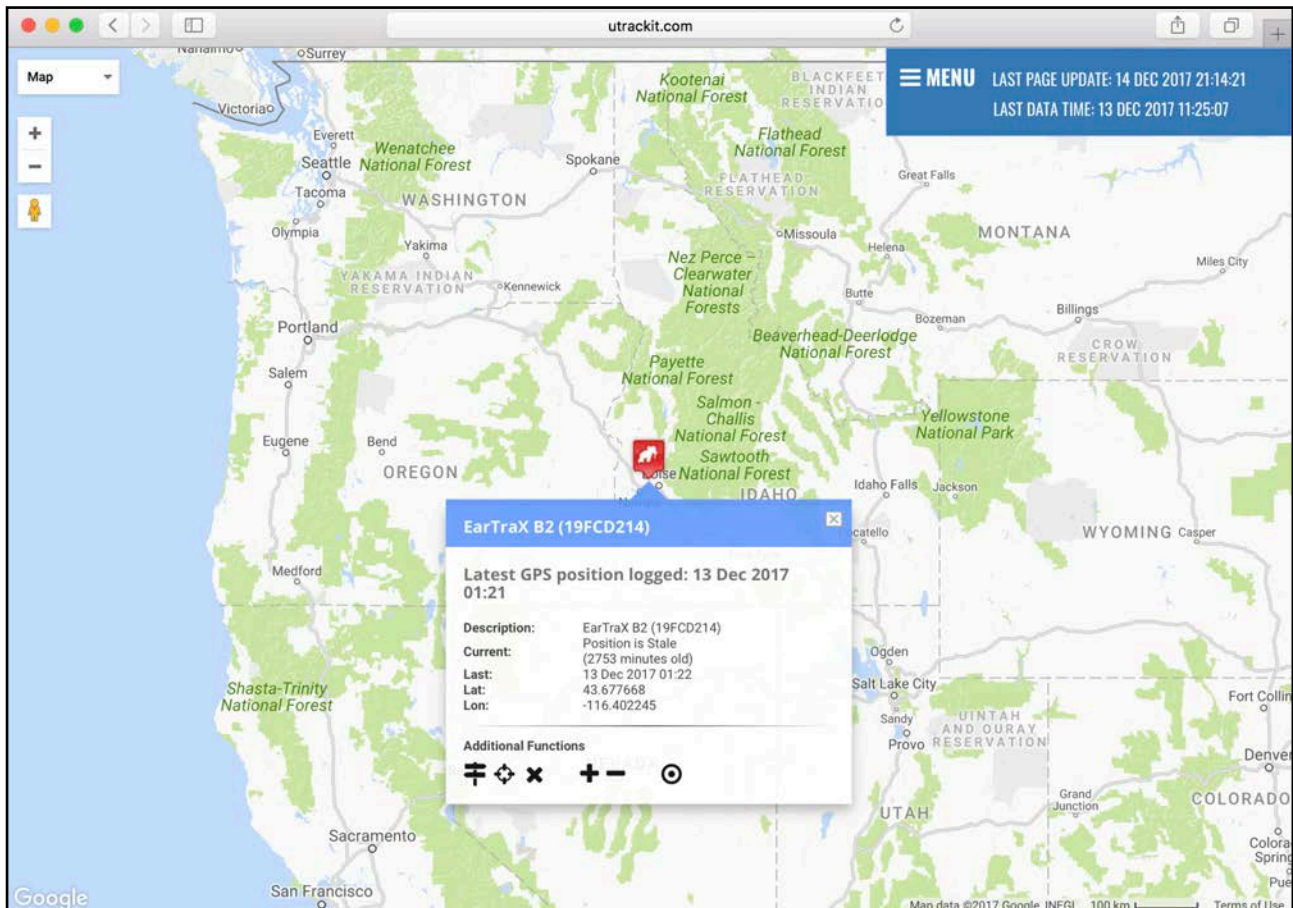 utrackit.com
Map
MENU
LAST PAGE UPDATE: 14 DEC 2017 21:14:21
LAST DATA TIME: 13 DEC 2017 11:25:07
Surrey
Victoria
Kootenai
National Forest
BLACKFEET
INDIAN
RESERVATIO
Everett
Wenatchee
National Forest
Seattle
Tacoma
WASHINGTON
Spokane
Flathead
National Forest
FLATHEAD
RESERVATION
Great Falls
Olympia
Yakima
YAKAMA INDIAN
RESERVATION
Kennewick
Missoula
Helena
MONTANA
Miles City
Nez Perce –
Clearwater
National
Forests
Butte
Bozeman
Billings
Portland
Beaverhead-Deerlodge
National Forest
CROW
RESERVATION
Salem
Payette
National Forest
Salmon -
Challis
National Forest
Yellowstone
National Park
Eugene
Bend
OREGON
Sawtooth
National Forest
IDAHO
Idaho Falls
Jackson
WYOMING
Casper
ocatello
EarTraX B2 (19FCD214)
Latest GPS position logged: 13 Dec 2017
01:21
Description: EarTraX B2 (19FCD214)
Current: Position is Stale
(2753 minutes old)
Last: 13 Dec 2017 01:22
Lat: 43.677668
Lon: -116.402245
Additional Functions
Medford
Shasta-Trinity
National Forest
Ogden
Salt Lake City
Sandy
Provo
UINTAH
AND OURAY
RESERVATION
Fort Collin
Denver
Grand
Junction
COLORADO
UTAH
Colora
Spring
Pue
Sacramento
San Francisco
Google
Map data ©2017 Google, INEGI
100 km
Terms of Use